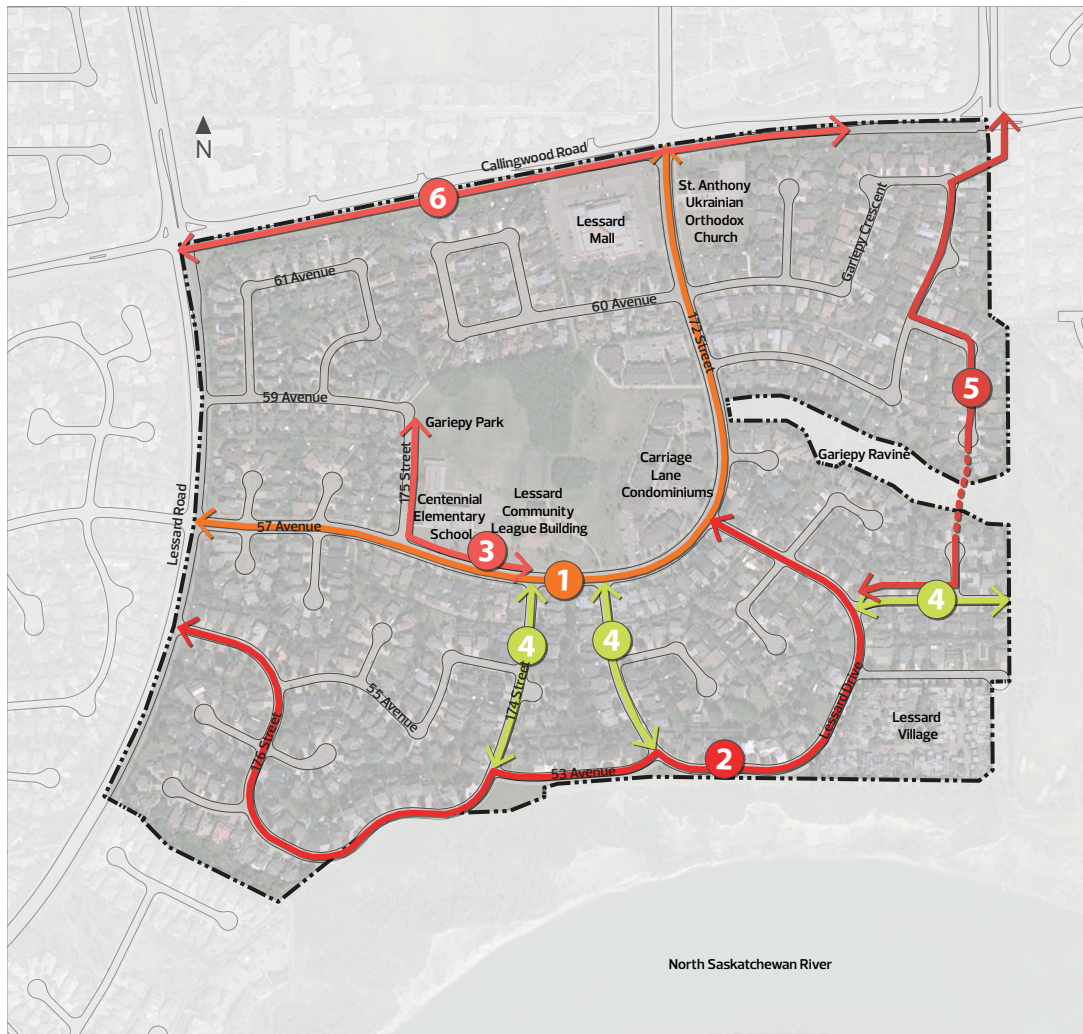 N
Callingwood Road
6
St. Anthony
Ukrainian
Orthodox
Church
Lessard
Mall
Gariepy Crescent
61 Avenue
60 Avenue
172 Street
59 Avenue
5
Gariepy Park
175 Street
Gariepy Ravine
Carriage
Lane
Condominiums
Centennial
Elementary
School
Lessard
Community
League Building
Lessard Road
57 Avenue
3
1
4
4
4
174 Street
55 Avenue
176 Street
Lessard Drive
Lessard
Village
2
53 Avenue
North Saskatchewan River